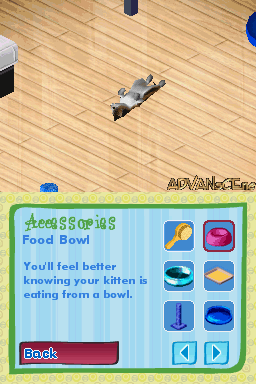 ADVANSCENE
Accessories
Food Bowl
You'll feel better
knowing your kitten is
eating from a bowl.
Back